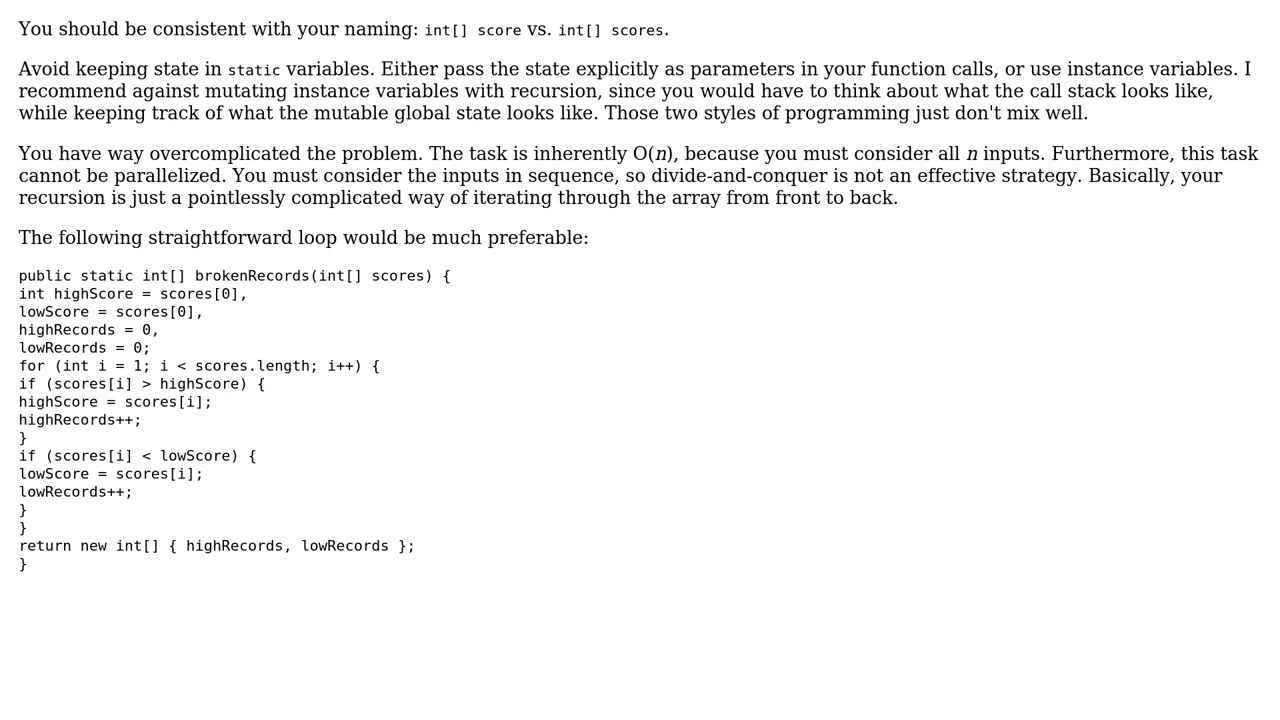 You should be consistent with your naming: int[] score vs. int[] scores.
Avoid keeping state in static variables. Either pass the state explicitly as parameters in your function calls, or use instance variables. I
recommend against mutating instance variables with recursion, since you would have to think about what the call stack looks like,
while keeping track of what the mutable global state looks like. Those two styles of programming just don't mix well.
You have way overcomplicated the problem. The task is inherently O(n), because you must consider all n inputs. Furthermore, this task
cannot be parallelized. You must consider the inputs in sequence, so divide-and-conquer is not an effective strategy. Basically, your
recursion is just a pointlessly complicated way of iterating through the array from front to back.
The following straightforward loop would be much preferable:
public static int[] brokenRecords(int[] scores) {
int highScore = scores[0],
lowScore = scores[0],
highRecords = 0,
lowRecords = 0;
for (int i = 1; i < scores.length; i++) {
if (scores[i] > highScore) {
highScore = scores[i];
highRecords++;
}
if (scores[i] < lowScore) {
lowScore = scores[i];
lowRecords++;
}
}
return new int[] { highRecords, lowRecords };
}